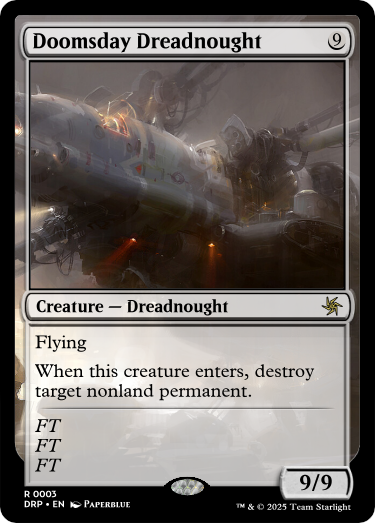 Doomsday Dreadnought 9
Creature — Dreadnought
Flying
When this creature enters, destroy
target nonland permanent.
FT
FT
FT
9/9
R 0003
DRP • EN PAPERBLUE
™ & © 2025 Team Starlight